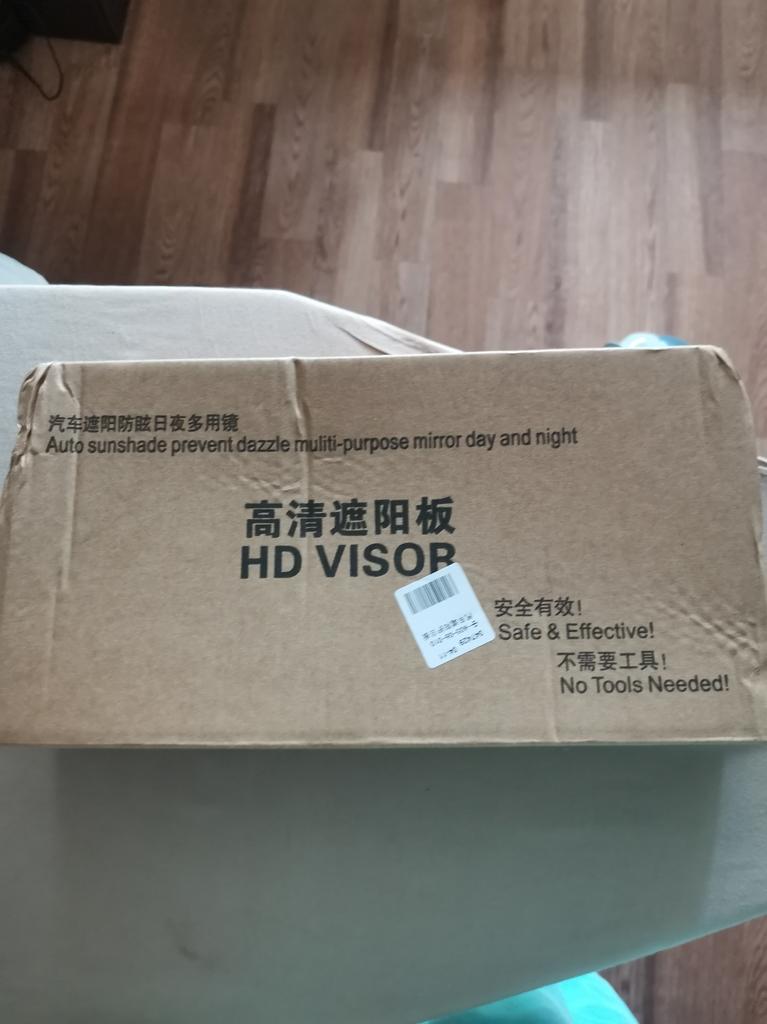 汽车遮阳防眩日夜多用镜
Auto sunshade prevent dazzle muliti-purpose mirror day and night
高清遮阳板
HD VISOR
安全有效!
Safe & Effective!
不需要工具!
No Tools Needed!